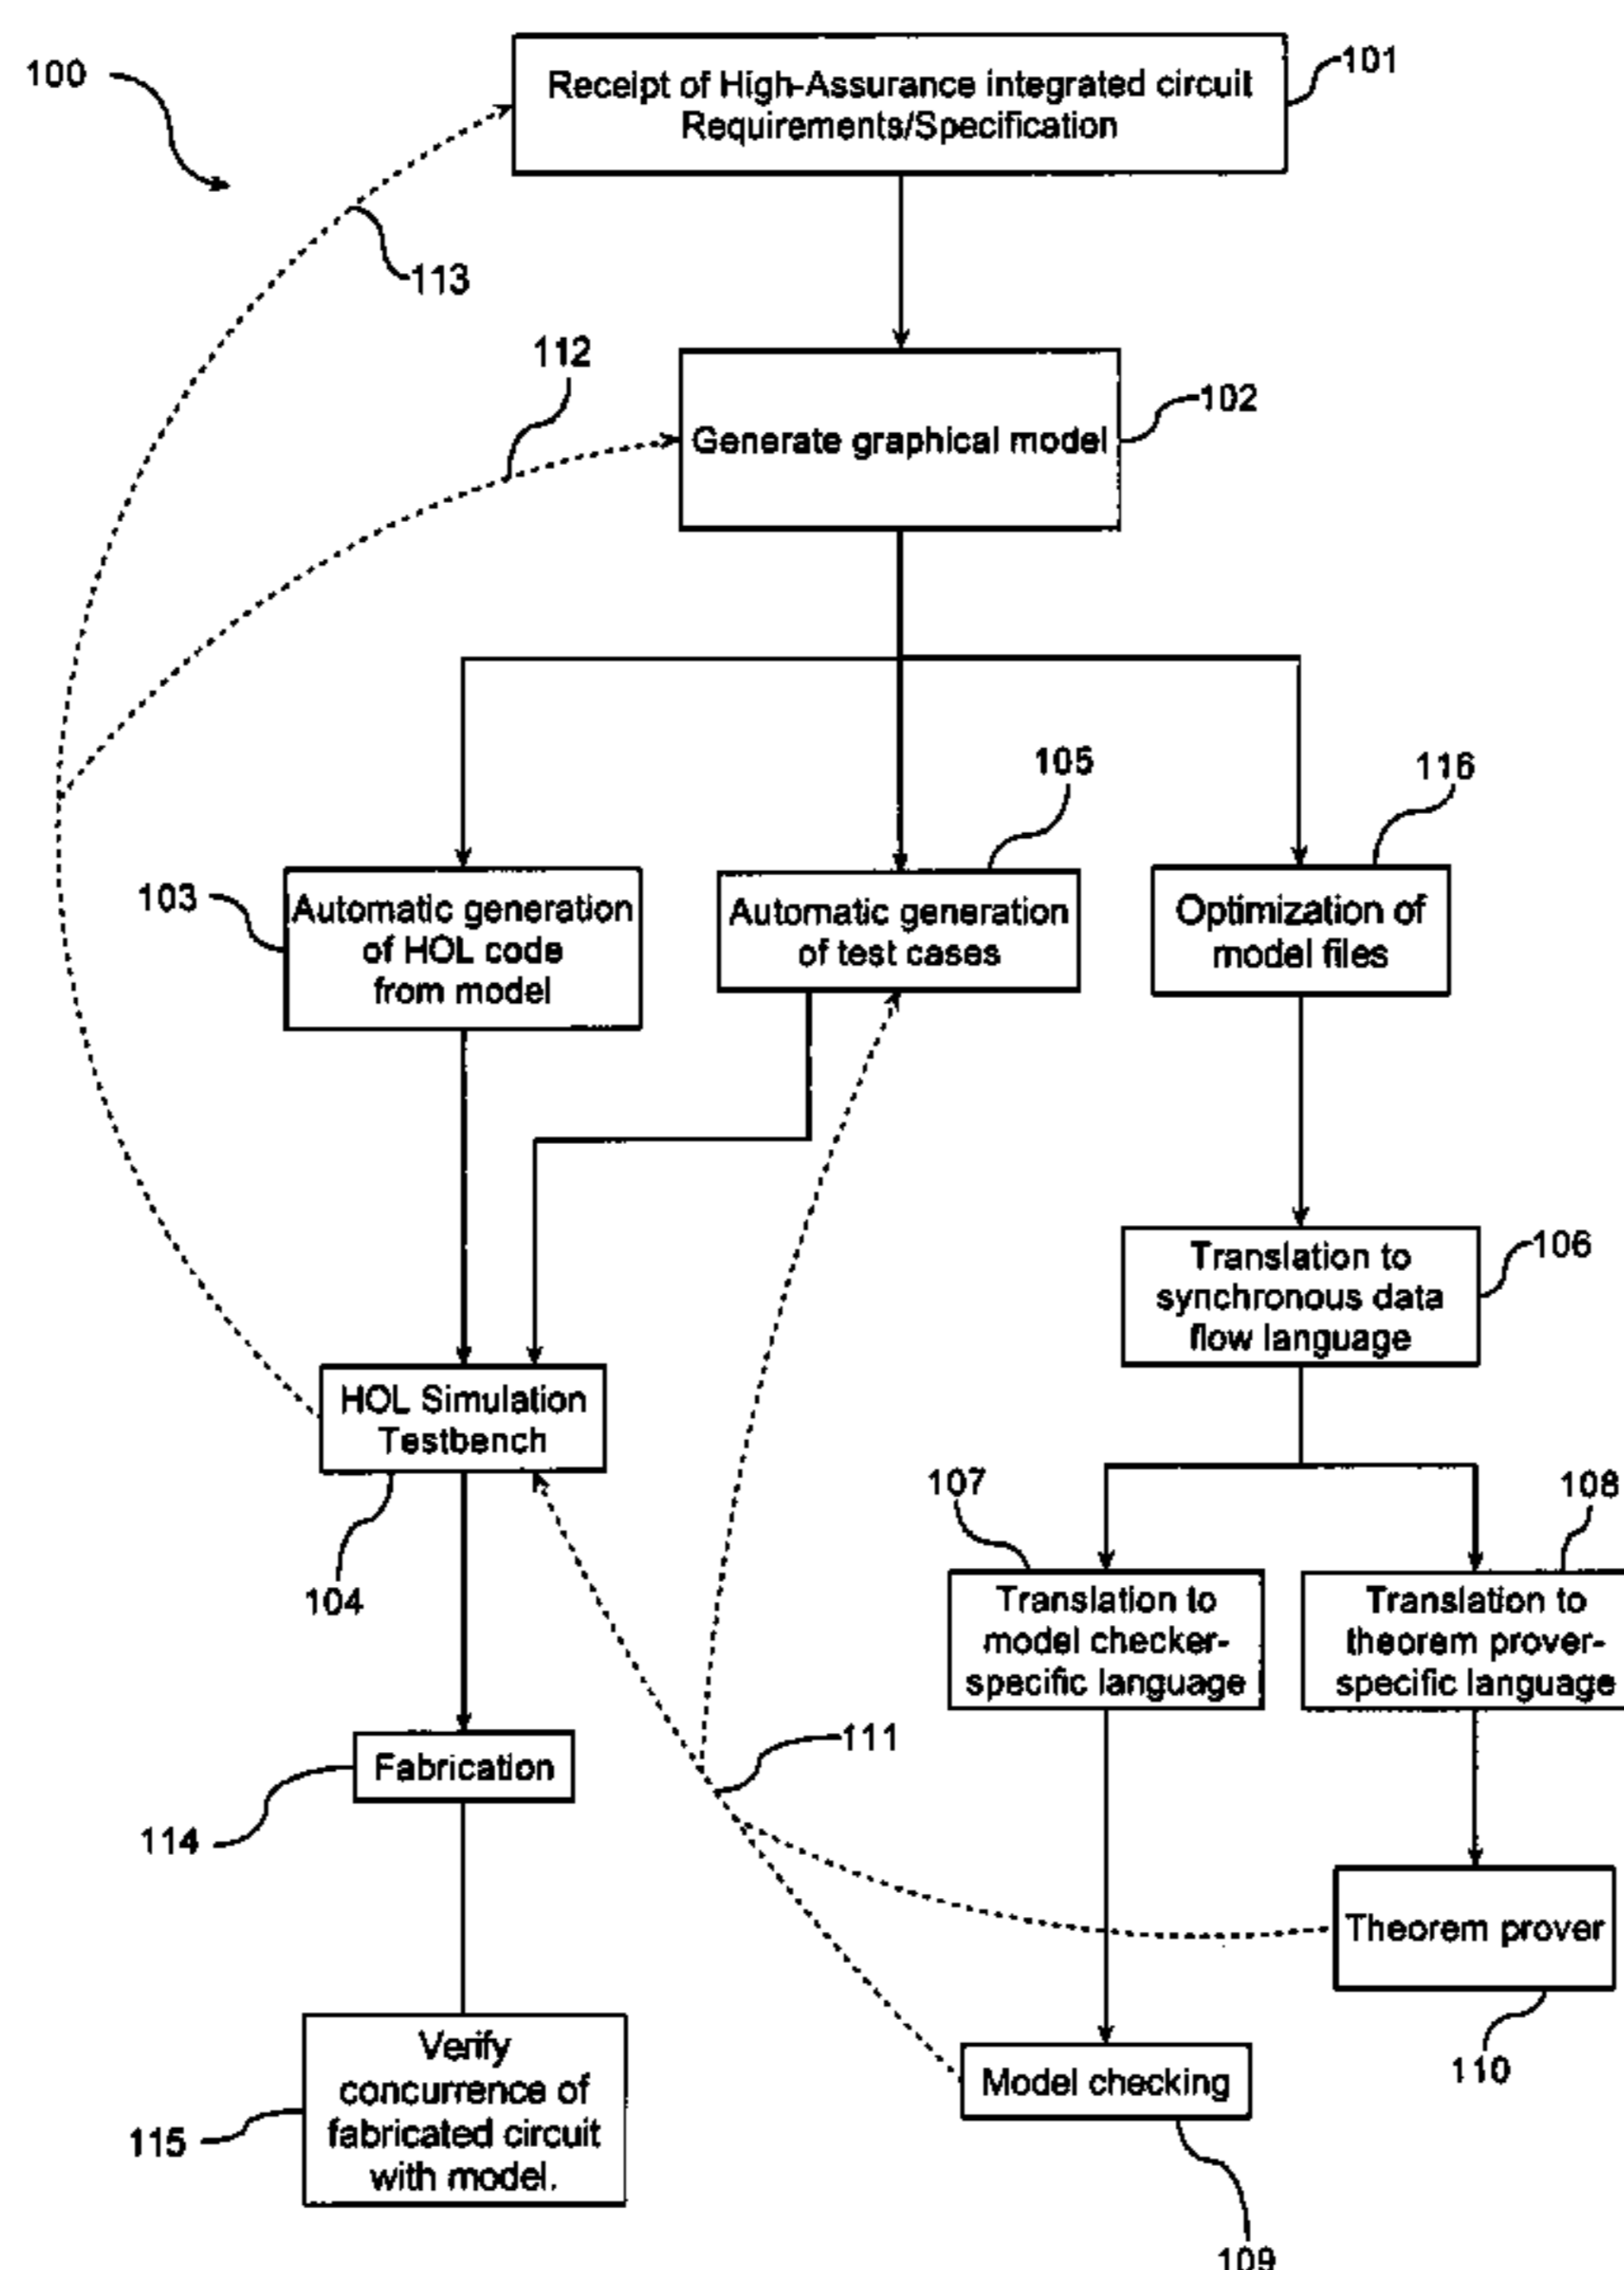 100
101
Receipt of High-Assurance integrated circuit
Requirements/Specification
113
112
102
Generate graphical model
105
116
103
Automatic generation
of HOL code
from model
Automatic generation
of test cases
Optimization of
model files
106
Translation to
synchronous data
flow language
HOL Simulation
Testbench
104
107
108
Translation to
model checker-
specific language
Translation to
theorem prover-
specific language
111
Fabrication
114
Theorem prover
110
Verify
concurrence of
fabricated circuit
with model.
115
Model checking
109